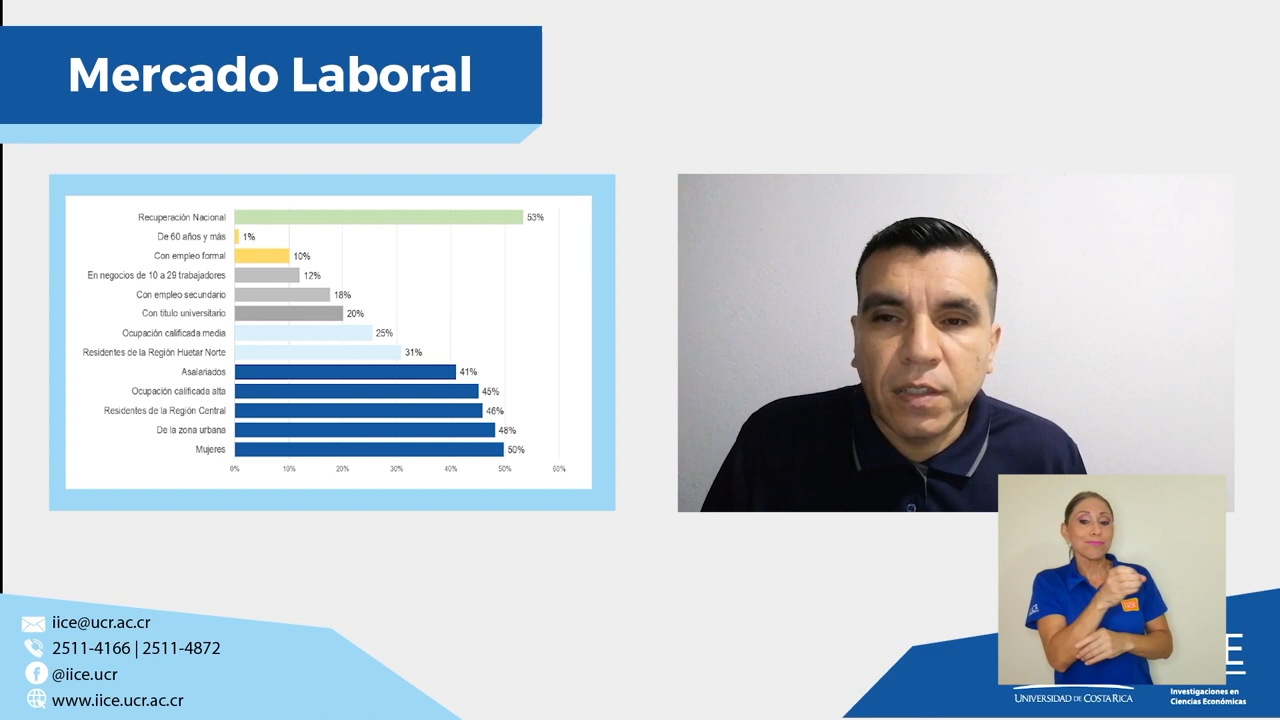 Mercado Laboral
Recuperación Nacional 53%
De 60 años y más 1%
Con empleo formal 10%
En negocios de 10 a 29 trabajadores 12%
Con empleo secundario 18%
Con titulo universitario 20%
Ocupación calificada media 25%
Residentes de la Región Huetar Norte 31%
Asalariados 41%
Ocupación calificada alta 45%
Residentes de la Región Central 46%
De la zona urbana 48%
Mujeres 50%
0% 10% 20% 30% 40% 50% 60%
iice@ucr.ac.cr
2511-4166 | 2511-4872
@iice.ucr
www.iice.ucr.ac.cr
UCR
E
UNIVERSIDAD DE COSTA RICA
Investigaciones en
Ciencias Económicas